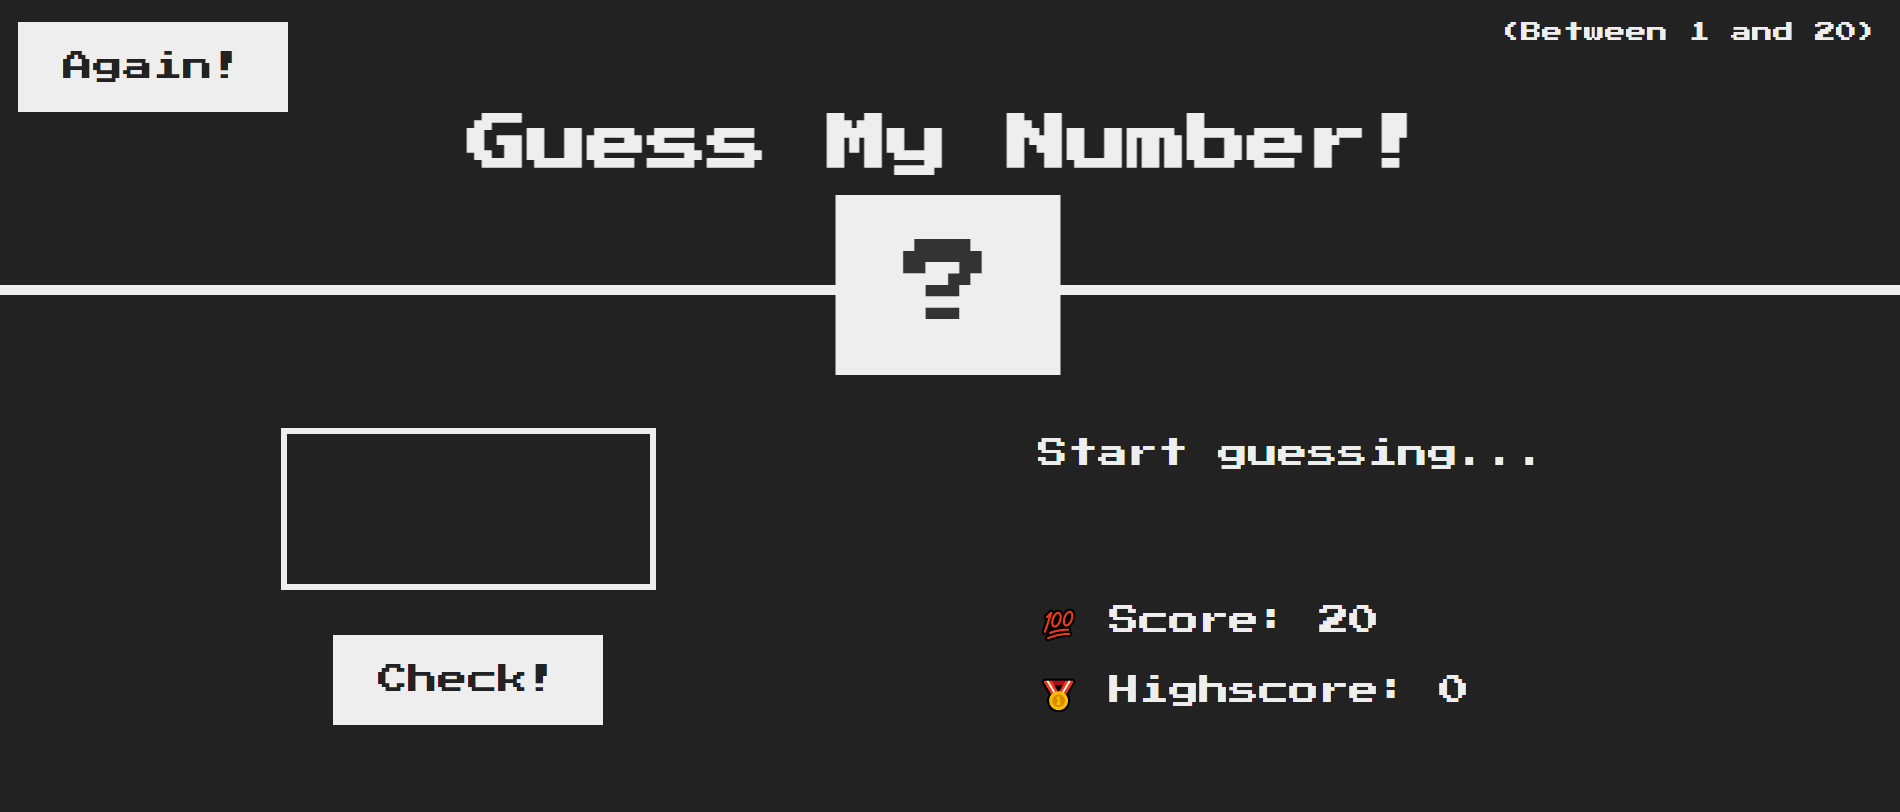 Again!
(Between 1 and 20)
Guess My Number!
?
Start guessing...
Check!
💯 Score: 20
🥇 Highscore: 0